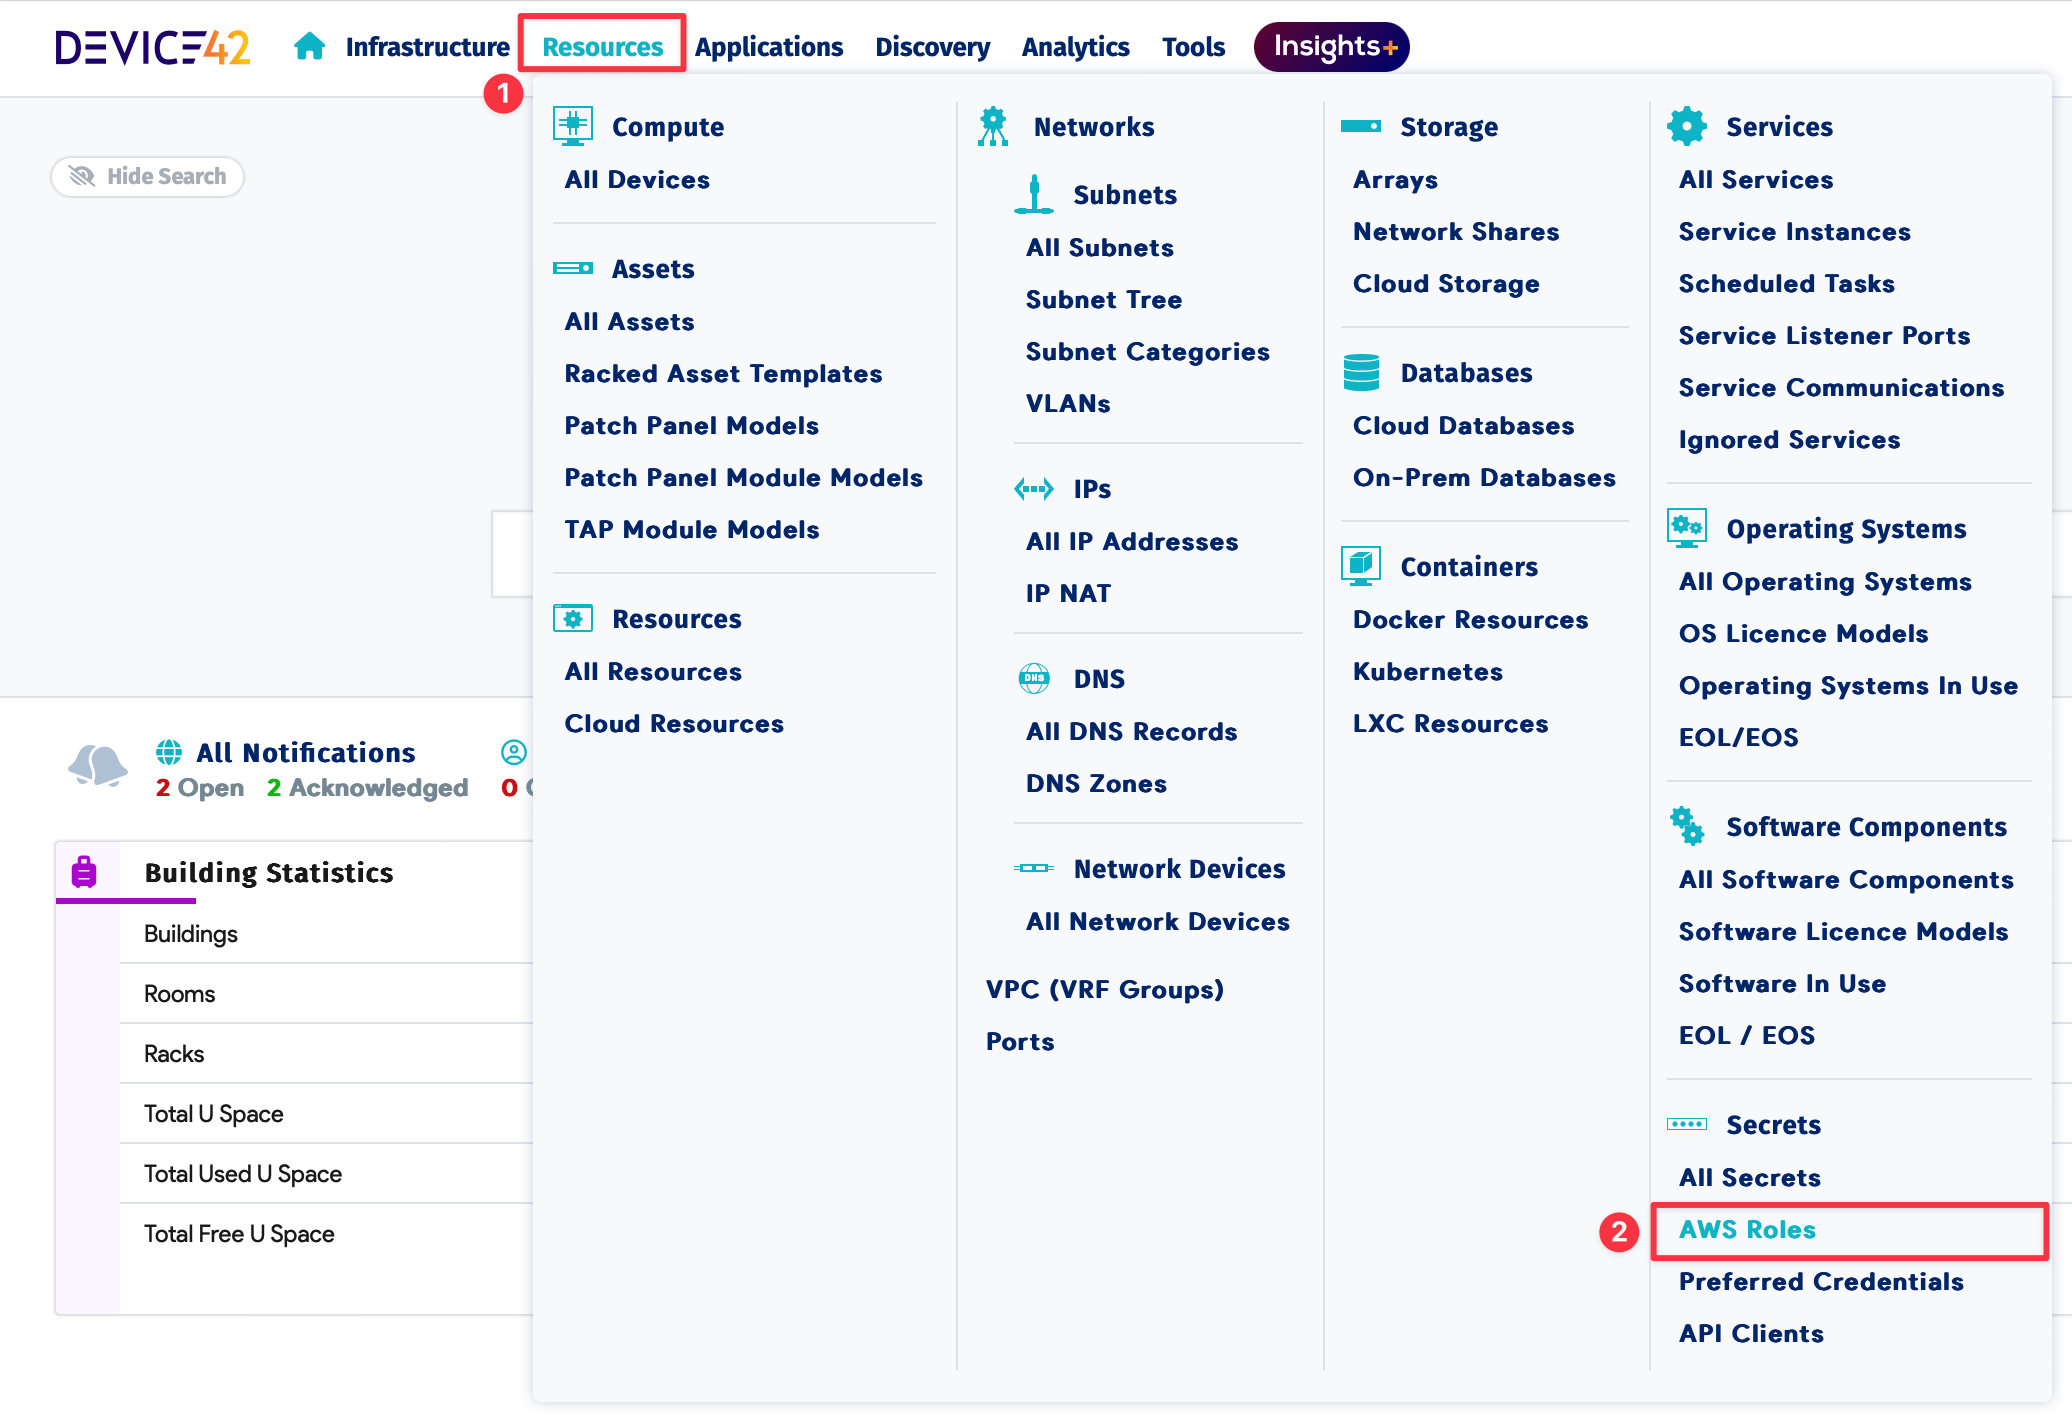 DEVICE42
Infrastructure
Resources
Applications
Discovery
Analytics
Tools
Insights+
1
Hide Search
Compute
All Devices
Assets
All Assets
Racked Asset Templates
Patch Panel Models
Patch Panel Module Models
TAP Module Models
Resources
All Resources
Cloud Resources
Networks
Subnets
All Subnets
Subnet Tree
Subnet Categories
VLANs
IPs
All IP Addresses
IP NAT
DNS
DNS
All DNS Records
DNS Zones
Network Devices
All Network Devices
VPC (VRF Groups)
Ports
Storage
Arrays
Network Shares
Cloud Storage
Databases
Cloud Databases
On-Prem Databases
Containers
Docker Resources
Kubernetes
LXC Resources
Services
All Services
Service Instances
Scheduled Tasks
Service Listener Ports
Service Communications
Ignored Services
Operating Systems
All Operating Systems
OS Licence Models
Operating Systems In Use
EOL/EOS
Software Components
All Software Components
Software Licence Models
Software In Use
EOL / EOS
Secrets
All Secrets
2
AWS Roles
Preferred Credentials
API Clients
All Notifications
2 Open 2 Acknowledged 0
Building Statistics
Buildings
Rooms
Racks
Total U Space
Total Used U Space
Total Free U Space